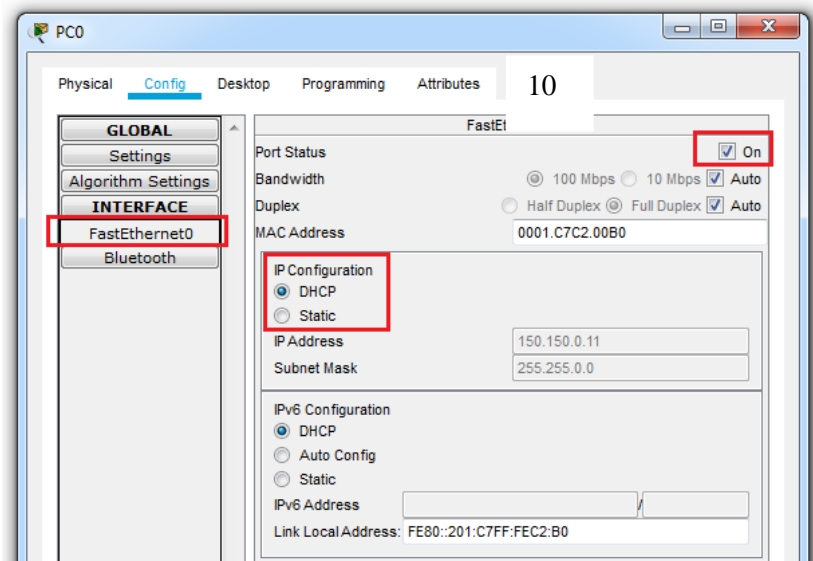 PC0
Physical Config Desktop Programming Attributes 10
GLOBAL
Settings
Algorithm Settings
INTERFACE
FastEthernet0
Bluetooth
FastEt
Port Status On
Bandwidth 100 Mbps 10 Mbps Auto
Duplex Half Duplex Full Duplex Auto
MAC Address 0001.C7C2.00B0
IP Configuration
DHCP
Static
IP Address 150.150.0.11
Subnet Mask 255.255.0.0
IPv6 Configuration
DHCP
Auto Config
Static
IPv6 Address /
Link Local Address: FE80::201:C7FF:FEC2:B0